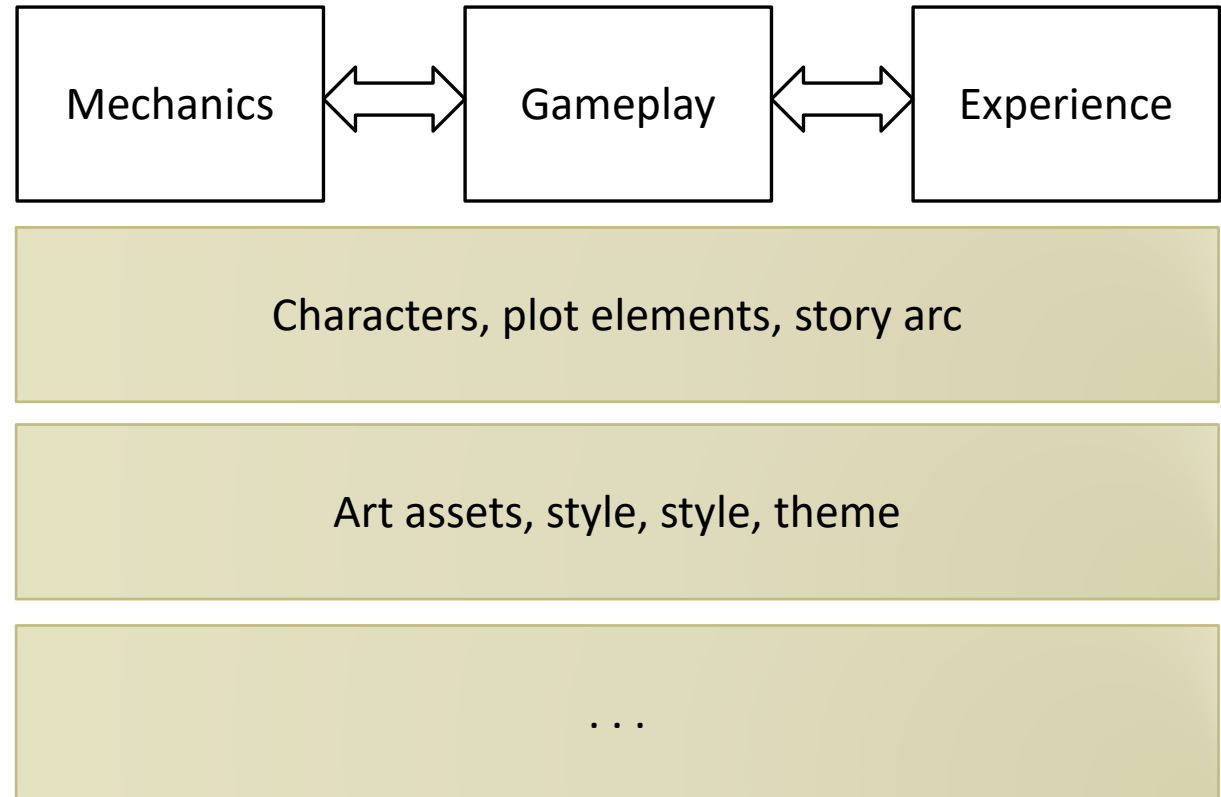 Mechanics
Gameplay
Experience
Characters, plot elements, story arc
Art assets, style, style, theme
. . .